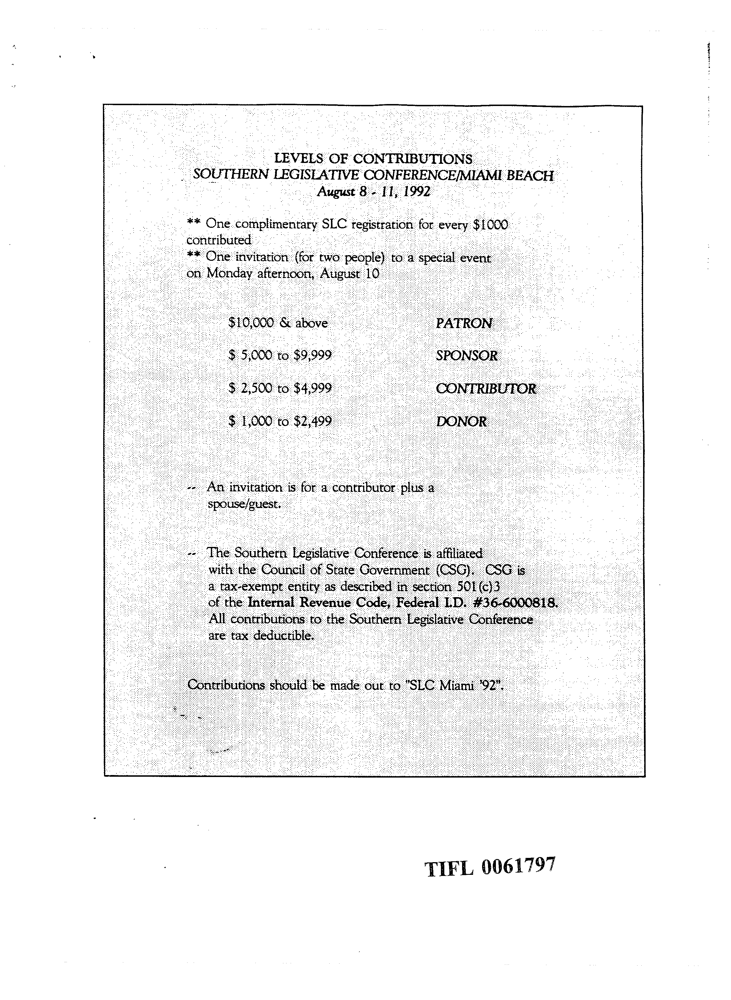 LEVELS OF CONTRIBUTIONS
SOUTHERN LEGISLATIVE CONFERENCE/MIAMI BEACH
August 8 - 11, 1992
** One complimentary SLC registration for every $1000
contributed
** One invitation (for two people) to a special event
on Monday afternoon, August 10
$10,000 & above PATRON
$ 5,000 to $9,999 SPONSOR
$ 2,500 to $4,999 CONTRIBUTOR
$ 1,000 to $2,499 DONOR
-- An invitation is for a contributor plus a
spouse/guest.
-- The Southern Legislative Conference is affiliated
with the Council of State Government (CSG). CSG is
a tax-exempt entity as described in section 501(c)3
of the Internal Revenue Code, Federal I.D. #36-6000818.
All contributions to the Southern Legislative Conference
are tax deductible.
Contributions should be made out to "SLC Miami '92".
TIFL 0061797